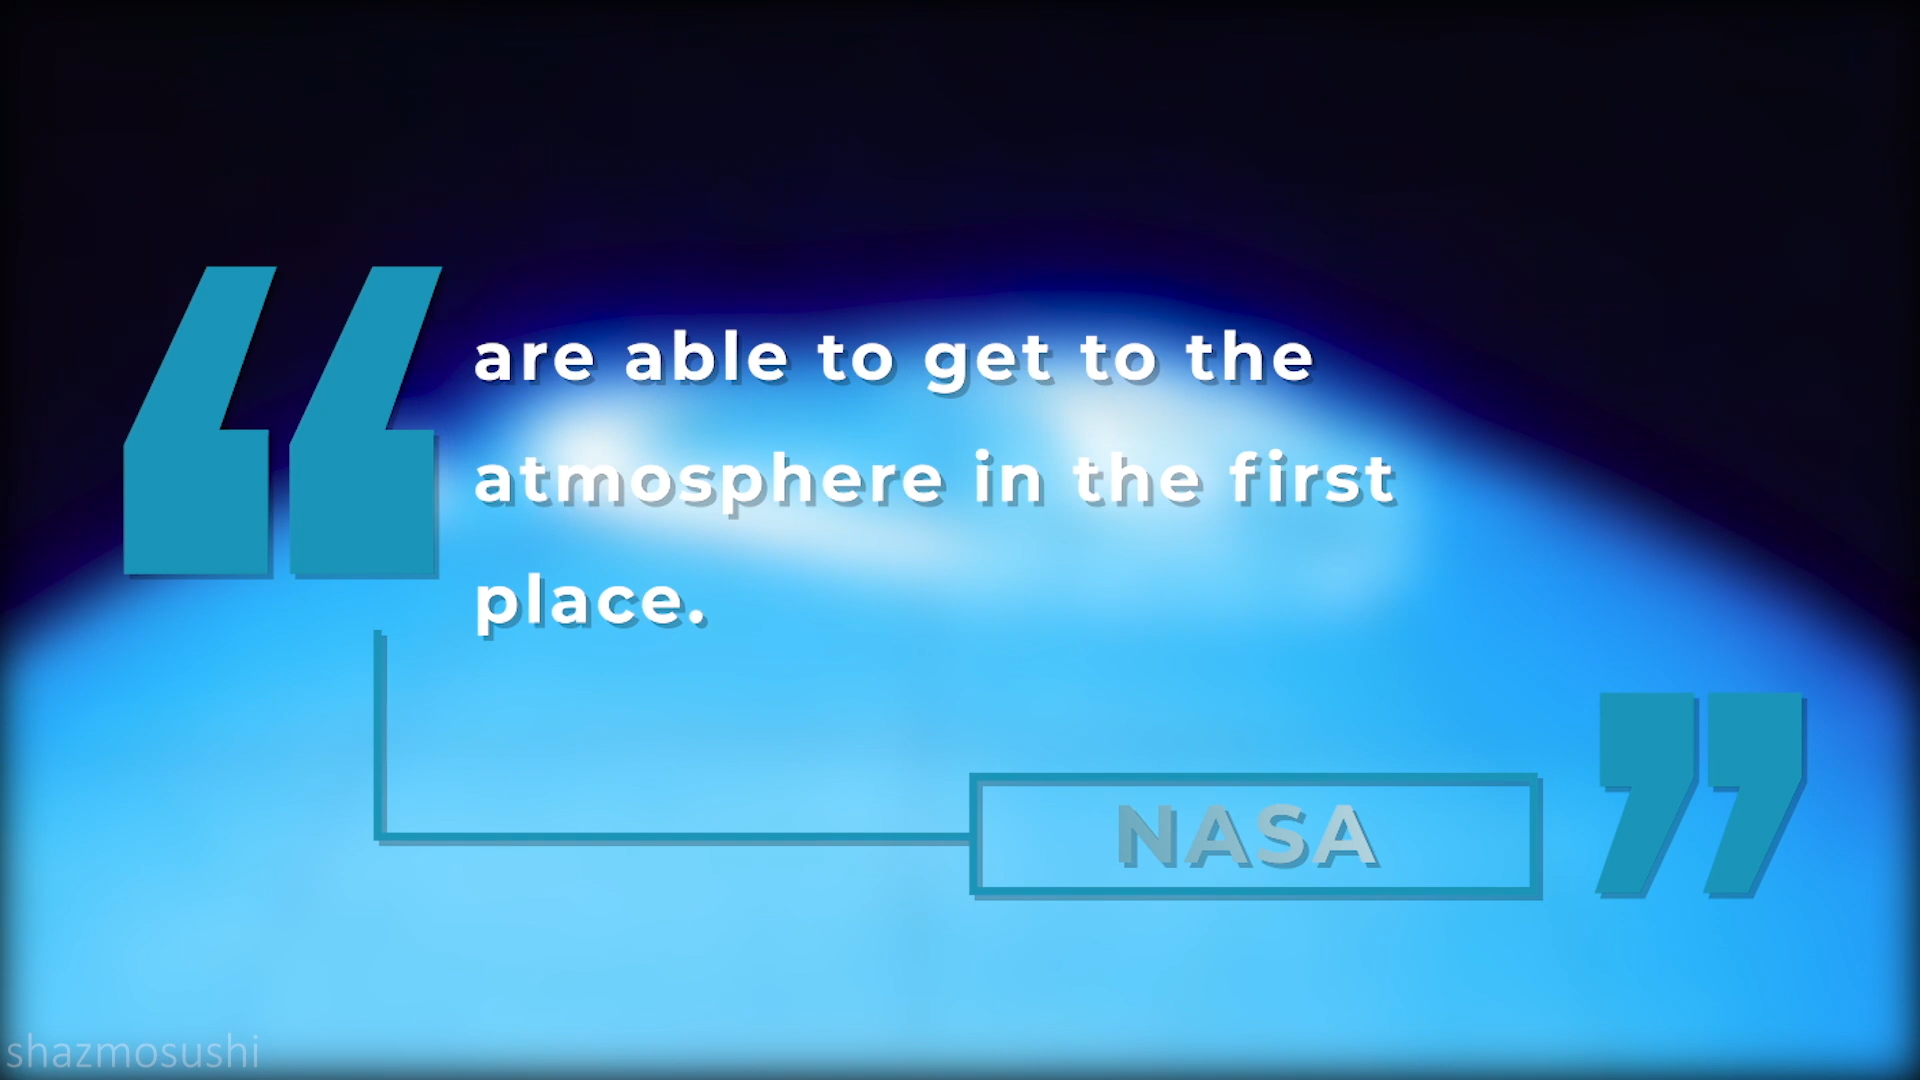 are able to get to the
atmosphere in the first
place.
NASA
shazmosushi